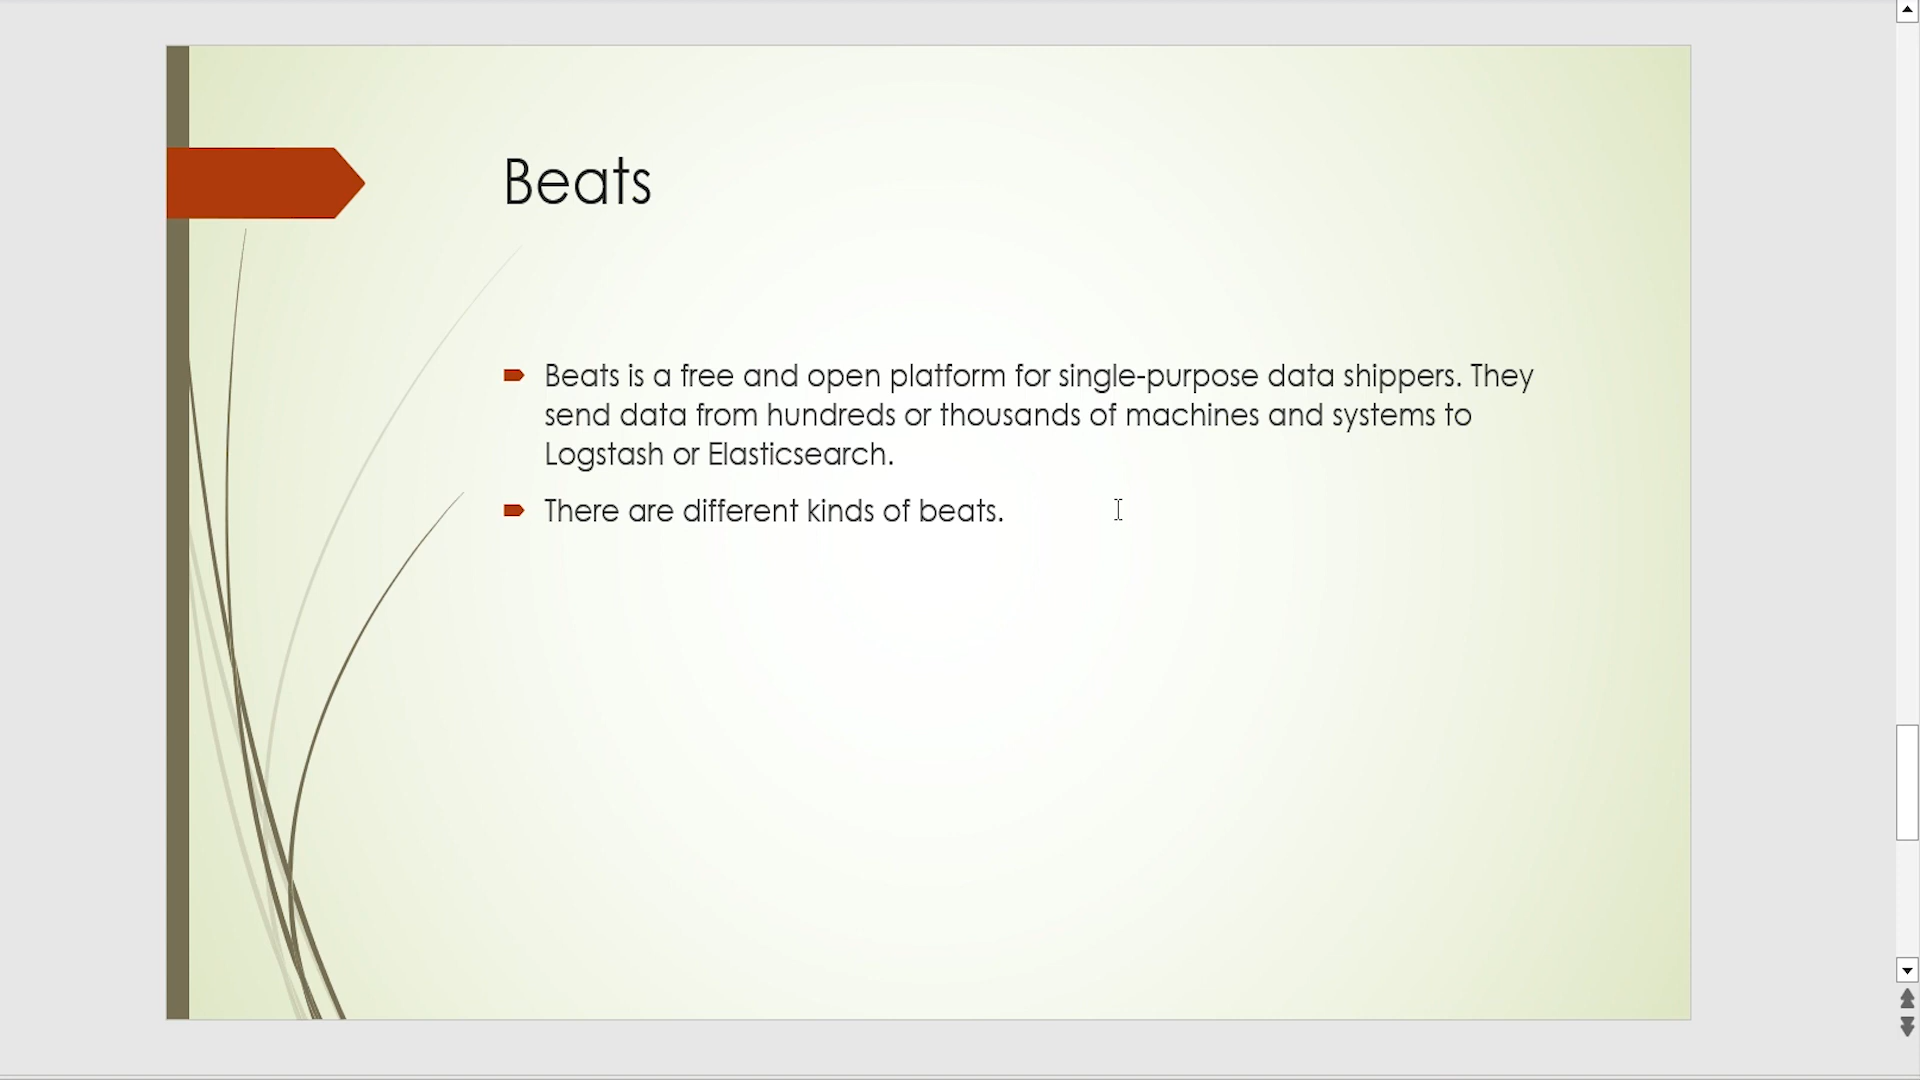 Beats
Beats is a free and open platform for single-purpose data shippers. They
send data from hundreds or thousands of machines and systems to
Logstash or Elasticsearch.
There are different kinds of beats.